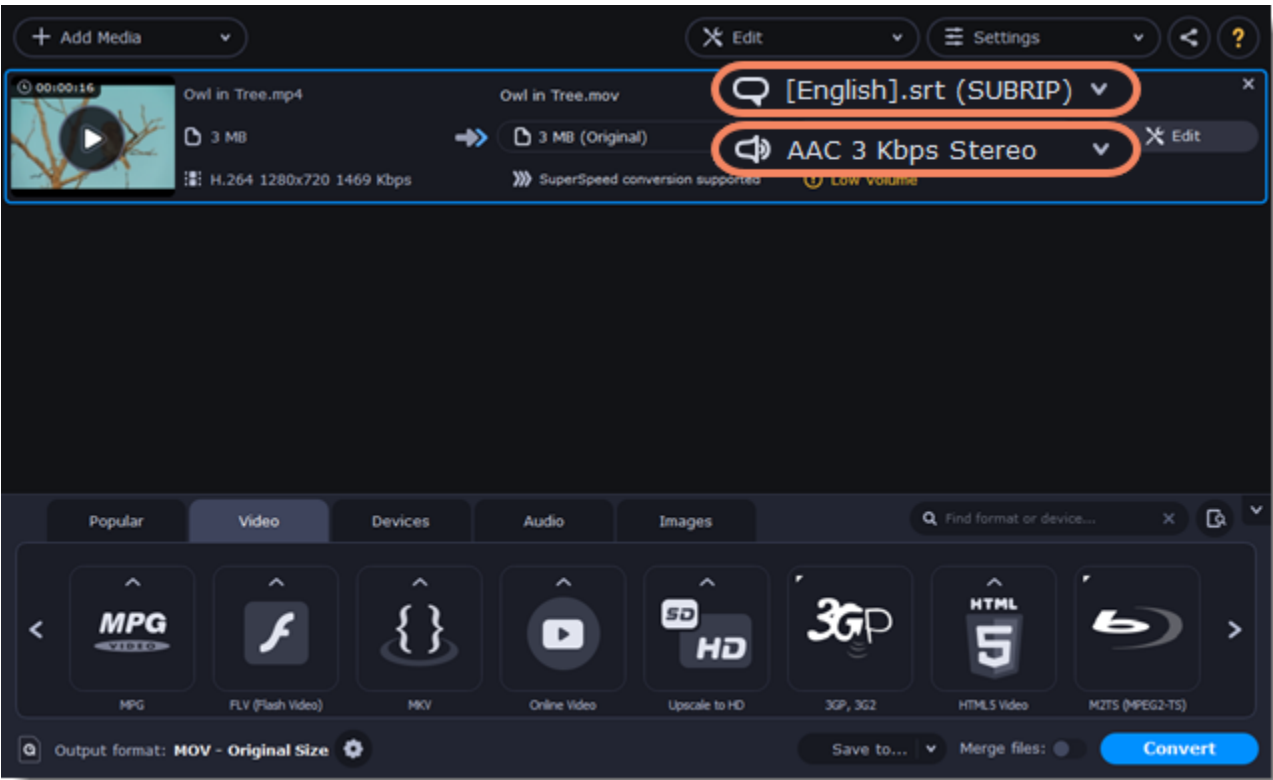 Add Media
Edit
Settings
?
00:00:16
Owl in Tree.mp4
Owl in Tree.mov
[English].srt (SUBRIP)
3 MB
3 MB (Original)
AAC 3 Kbps Stereo
Edit
H.264 1280x720 1469 Kbps
SuperSpeed conversion supported
Low Volume
Popular
Video
Devices
Audio
Images
Find format or device...
MPG
VIDEO
SD
HD
3GP
HTML
5
MPG
FLV (Flash Video)
MKV
Online Video
Upscale to HD
3GP, 3G2
HTML5 Video
M2TS (MPEG2-TS)
Output format: MOV - Original Size
Save to...
Merge files:
Convert